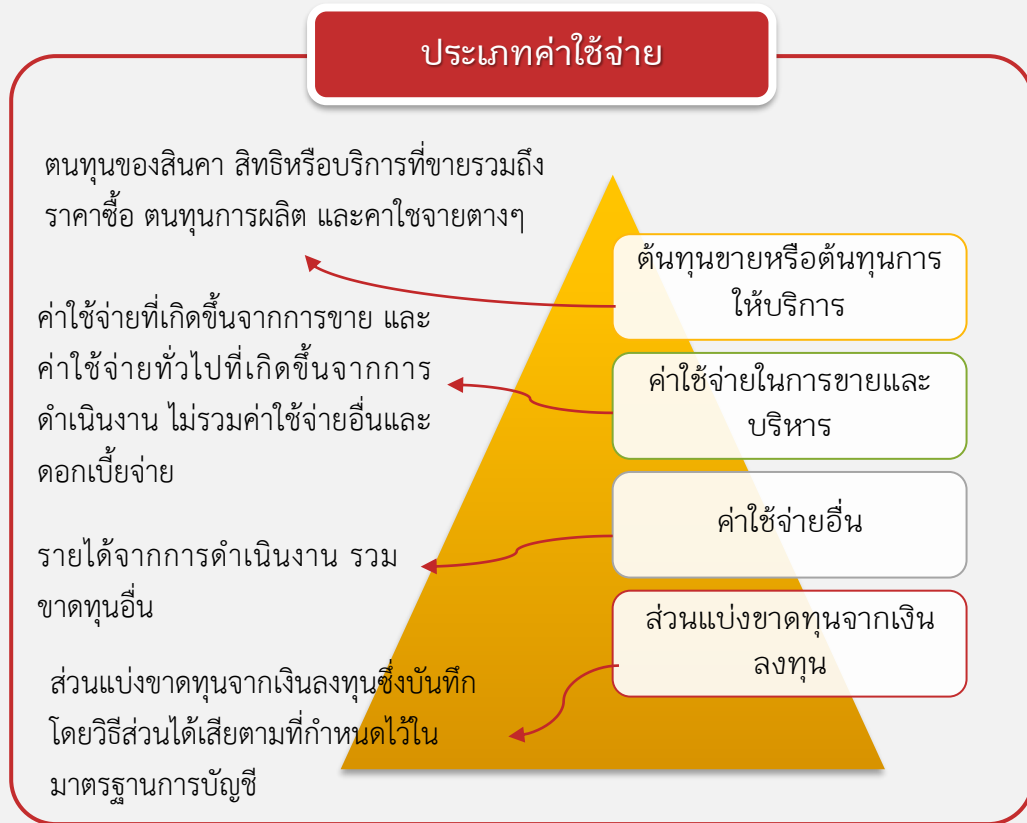 ประเภทค่าใช้จ่าย
ตนทุนของสินคา สิทธิหรือบริการที่ขายรวมถึง
ราคาซื้อ ตนทุนการผลิต และคาใชจายตางๆ
ต้นทุนขายหรือต้นทุนการ
ให้บริการ
ค่าใช้จ่ายที่เกิดขึ้นจากการขาย และ
ค่าใช้จ่ายทั่วไปที่เกิดขึ้นจากการ
ดำเนินงาน ไม่รวมค่าใช้จ่ายอื่นและ
ดอกเบี้ยจ่าย
ค่าใช้จ่ายในการขายและ
บริหาร
รายได้จากการดำเนินงาน รวม
ขาดทุนอื่น
ค่าใช้จ่ายอื่น
ส่วนแบ่งขาดทุนจากเงินลงทุนซึ่งบันทึก
โดยวิธีส่วนได้เสียตามที่กำหนดไว้ใน
มาตรฐานการบัญชี
ส่วนแบ่งขาดทุนจากเงิน
ลงทุน